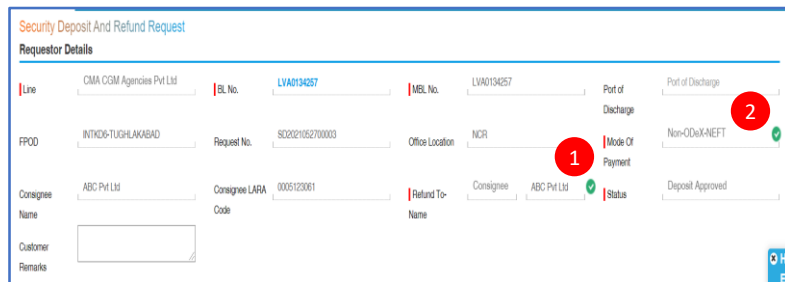 Security Deposit And Refund Request
Requestor Details
Line CMA CGM Agencies Pvt Ltd BL No. LVA0134257 MBL No. LVA0134257 Port of Discharge Port of Discharge
2
FPOD INTKD6-TUGHLAKABAD Request No. SD2021052700003 Office Location NCR Mode Of Payment Non-ODeX-NEFT
1
Consignee Name ABC Pvt Ltd Consignee LARA Code 0005123061 Refund To-Name Consignee ABC Pvt Ltd Status Deposit Approved
Customer Remarks